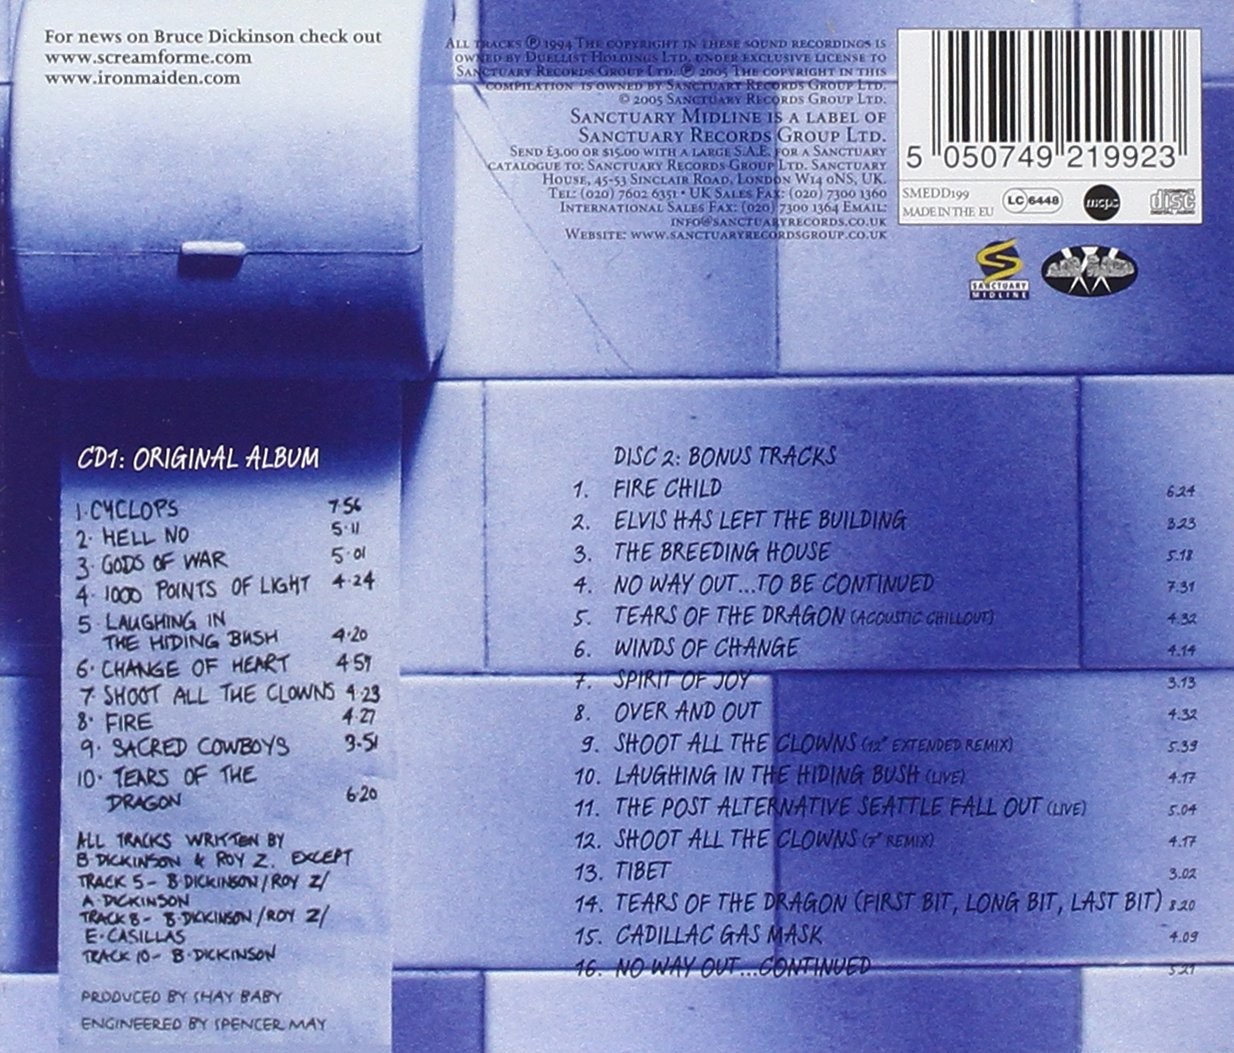 For news on Bruce Dickinson check out
www.screamforme.com
www.ironmaiden.com
All tracks ℗ 1994 The copyright in these sound recordings is
owned by Duellist Holdings Ltd. under exclusive license to
Sanctuary Records Group Ltd. ℗ 2005 The copyright in this
compilation is owned by Sanctuary Records Group Ltd.
© 2005 Sanctuary Records Group Ltd.
Sanctuary Midline is a label of
Sanctuary Records Group Ltd.
Send £3.00 or $15.00 with a large S.A.E. for a Sanctuary
catalogue to: Sanctuary Records Group Ltd. Sanctuary
House, 45-53 Sinclair Road, London W14 0NS, UK.
Tel: (020) 7602 6351 • UK Sales Fax: (020) 7300 1360
International Sales Fax: (020) 7300 1364 Email:
info@sanctuaryrecords.co.uk
Website: www.sanctuaryrecordsgroup.co.uk
5 050749 219923
SMEDD199
MADE IN THE EU
LC 6448
mcps
COMPACT
disc
DIGITAL AUDIO
SANCTUARY
MIDLINE
CD1: ORIGINAL ALBUM
1·CYCLOPS 7·56
2· HELL NO 5·11
3· GODS OF WAR 5·01
4· 1000 POINTS OF LIGHT 4·24
5 LAUGHING IN
THE HIDING BUSH 4·20
6· CHANGE OF HEART 4·59
7· SHOOT ALL THE CLOWNS 4·23
8· FIRE 4·27
9· SACRED COWBOYS 3·51
10· TEARS OF THE
DRAGON 6·20
ALL TRACKS WRITTEN BY
B·DICKINSON & ROY Z. EXCEPT
TRACK 5 - B·DICKINSON/ROY Z/
A·DICKINSON
TRACK 8 - B·DICKINSON/ROY Z/
E·CASILLAS
TRACK 10 - B·DICKINSON
PRODUCED BY SHAY BABY
ENGINEERED BY SPENCER MAY
DISC 2: BONUS TRACKS
1. FIRE CHILD 6.24
2. ELVIS HAS LEFT THE BUILDING 3.23
3. THE BREEDING HOUSE 5.18
4. NO WAY OUT...TO BE CONTINUED 7.31
5. TEARS OF THE DRAGON (ACOUSTIC CHILLOUT) 4.32
6. WINDS OF CHANGE 4.14
7. SPIRIT OF JOY 3.13
8. OVER AND OUT 4.32
9. SHOOT ALL THE CLOWNS (12" EXTENDED REMIX) 5.39
10. LAUGHING IN THE HIDING BUSH (LIVE) 4.17
11. THE POST ALTERNATIVE SEATTLE FALL OUT (LIVE) 5.04
12. SHOOT ALL THE CLOWNS (7" REMIX) 4.17
13. TIBET 3.02
14. TEARS OF THE DRAGON (FIRST BIT, LONG BIT, LAST BIT) 8.20
15. CADILLAC GAS MASK 4.09
16. NO WAY OUT...CONTINUED 5.21